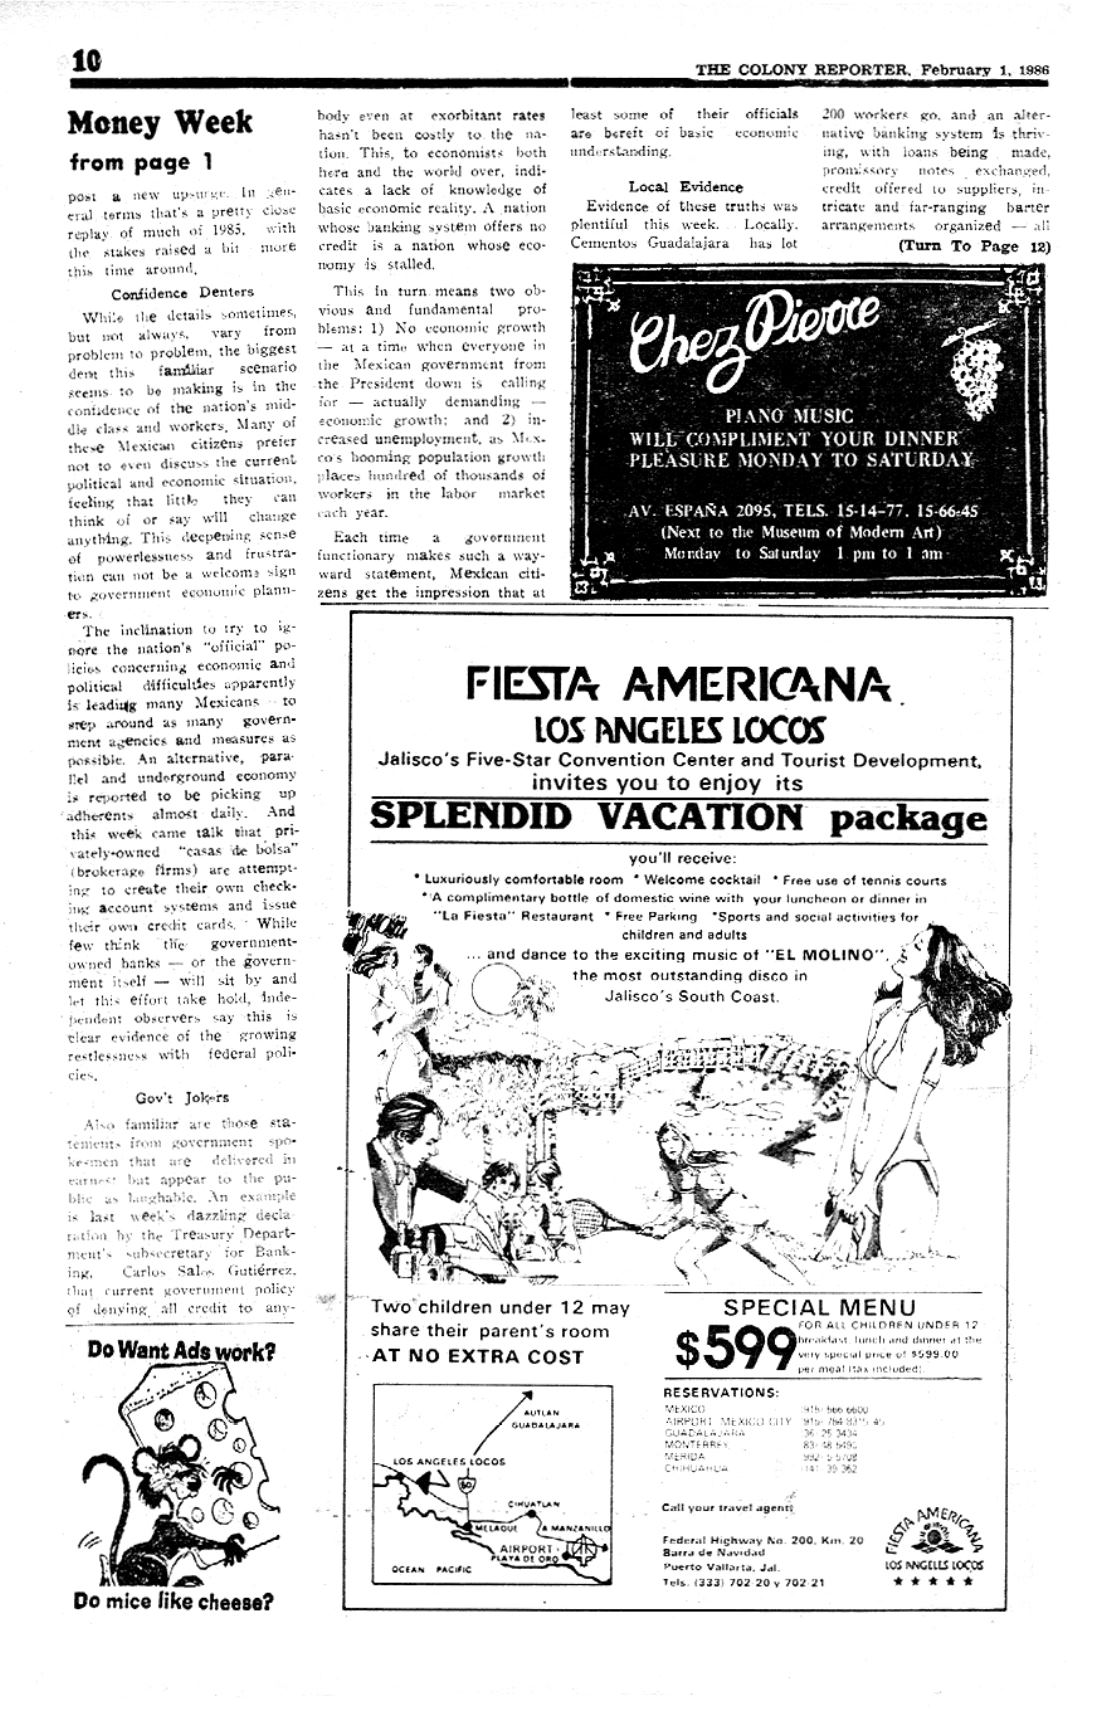 10
THE COLONY REPORTER, February 1, 1986
Money Week
from page 1
post a new upsurge. In gen-
eral terms that's a pretty close
replay of much of 1985, with
the stakes raised a bit more
this time around.
Confidence Denters
While the details sometimes,
but not always, vary from
problem to problem, the biggest
dent this familiar scenario
seems to be making is in the
confidence of the nation's mid-
dle class and workers. Many of
these Mexican citizens prefer
not to even discuss the current
political and economic situation,
feeling that little they can
think of or say will change
anything. This deepening sense
of powerlessness and frustra-
tion can not be a welcome sign
to government economic plann-
ers.
The inclination to try to ig-
nore the nation's "official" po-
licies concerning economic and
political difficulties apparently
is leading many Mexicans to
step around as many govern-
ment agencies and measures as
possible. An alternative, para-
llel and underground economy
is reported to be picking up
adherents almost daily. And
this week came talk that pri-
vately-owned "casas de bolsa"
(brokerage firms) are attempt-
ing to create their own check-
ing account systems and issue
their own credit cards. While
few think the government-
owned banks — or the govern-
ment itself — will sit by and
let this effort take hold, inde-
pendent observers say this is
clear evidence of the growing
restlessness with federal poli-
cies.
Gov't Jokers
Also familiar are those sta-
tements from government spo-
kesmen that are delivered in
earnest but appear to the pu-
blic as laughable. An example
is last week's dazzling decla-
ration by the Treasury Depart-
ment's subsecretary for Bank-
ing, Carlos Sales Gutiérrez,
that current government policy
of denying all credit to any-
body even at exorbitant rates
hasn't been costly to the na-
tion. This, to economists both
here and the world over, indi-
cates a lack of knowledge of
basic economic reality. A nation
whose banking system offers no
credit is a nation whose eco-
nomy is stalled.
This in turn means two ob-
vious and fundamental pro-
blems: 1) No economic growth
— at a time when everyone in
the Mexican government from
the President down is calling
for — actually demanding —
economic growth; and 2) in-
creased unemployment, as Mex-
co's booming population growth
places hundred of thousands of
workers in the labor market
each year.
Each time a government
functionary makes such a way-
ward statement, Mexican citi-
zens get the impression that at
least some of their officials
are bereft of basic economic
understanding.
Local Evidence
Evidence of these truths was
plentiful this week. Locally,
Cementos Guadalajara has lot
200 workers go, and an alter-
native banking system is thriv-
ing, with loans being made,
promissory notes exchanged,
credit offered to suppliers, in-
tricate and far-ranging barter
arrangements organized — all
(Turn To Page 12)
Chez Pierre
PIANO MUSIC
WILL COMPLIMENT YOUR DINNER
PLEASURE MONDAY TO SATURDAY
AV. ESPAÑA 2095, TELS. 15-14-77, 15-66-45
(Next to the Museum of Modern Art)
Monday to Saturday 1 pm to 1 am
FIESTA AMERICANA
LOS ANGELES LOCOS
Jalisco's Five-Star Convention Center and Tourist Development,
invites you to enjoy its
SPLENDID VACATION package
you'll receive:
* Luxuriously comfortable room * Welcome cocktail * Free use of tennis courts
* A complimentary bottle of domestic wine with your luncheon or dinner in
"La Fiesta" Restaurant * Free Parking *Sports and social activities for
children and adults
... and dance to the exciting music of "EL MOLINO",
the most outstanding disco in
Jalisco's South Coast.
Two children under 12 may
share their parent's room
AT NO EXTRA COST
SPECIAL MENU
$599
FOR ALL CHILDREN UNDER 12
breakfast, lunch and dinner at the
very special price of $599.00
per meal (tax included).
AUTLAN
GUADALAJARA
LOS ANGELES LOCOS
CIHUATLAN
MELAQUE
A MANZANILLO
AIRPORT
PLAYA DE ORO
OCEAN PACIFIC
RESERVATIONS:
MEXICO
AIRPORT MEXICO CITY
GUADALAJARA 36-25-3434
MONTERREY
MERIDA
CHIHUAHUA
Call your travel agent
Federal Highway No. 200, Km. 20
Barra de Navidad
Puerto Vallarta, Jal.
Tels. (333) 702-20 y 702-21
FIESTA AMERICANA
LOS ANGELES LOCOS
★ ★ ★ ★ ★
Do Want Ads work?
Do mice like cheese?